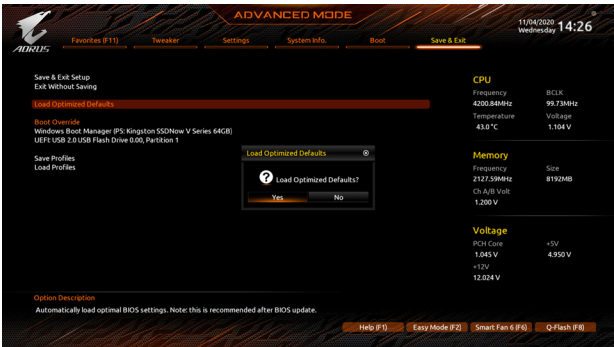 ADVANCED MODE
11/04/2020
Wednesday 14:26
AORUS
Favorites (F11) Tweaker Settings System Info. Boot Save & Exit
Save & Exit Setup
Exit Without Saving
Load Optimized Defaults
Boot Override
Windows Boot Manager (P5: Kingston SSDNow V Series 64GB)
UEFI: USB 2.0 USB Flash Drive 0.00, Partition 1
Save Profiles
Load Profiles
Load Optimized Defaults
Load Optimized Defaults?
Yes No
CPU
Frequency BCLK
4200.84MHz 99.73MHz
Temperature Voltage
43.0 °C 1.104 V
Memory
Frequency Size
2127.59MHz 8192MB
Ch A/B Volt
1.200 V
Voltage
PCH Core +5V
1.045 V 4.950 V
+12V
12.024 V
Option Description
Automatically load optimal BIOS settings. Note: this is recommended after BIOS update.
Help (F1) Easy Mode (F2) Smart Fan 6 (F6) Q-Flash (F8)